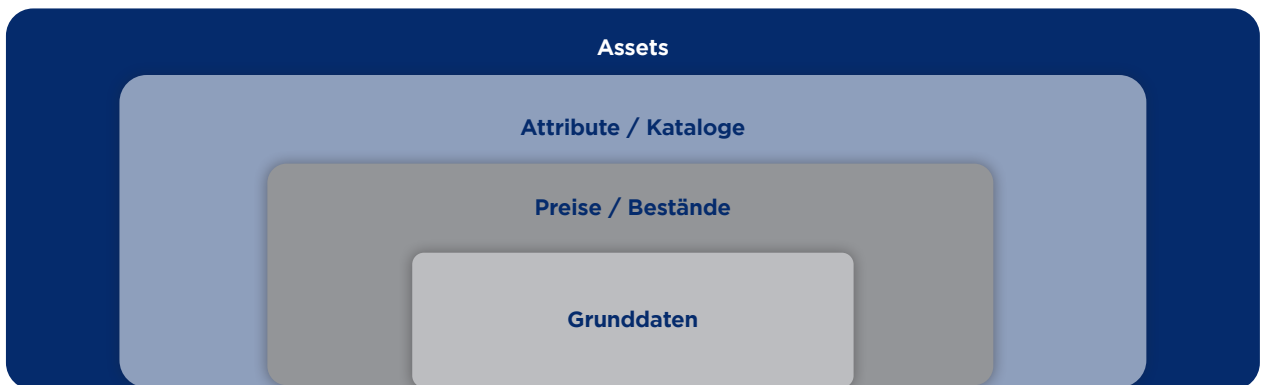 Assets
Attribute / Kataloge
Preise / Bestände
Grunddaten